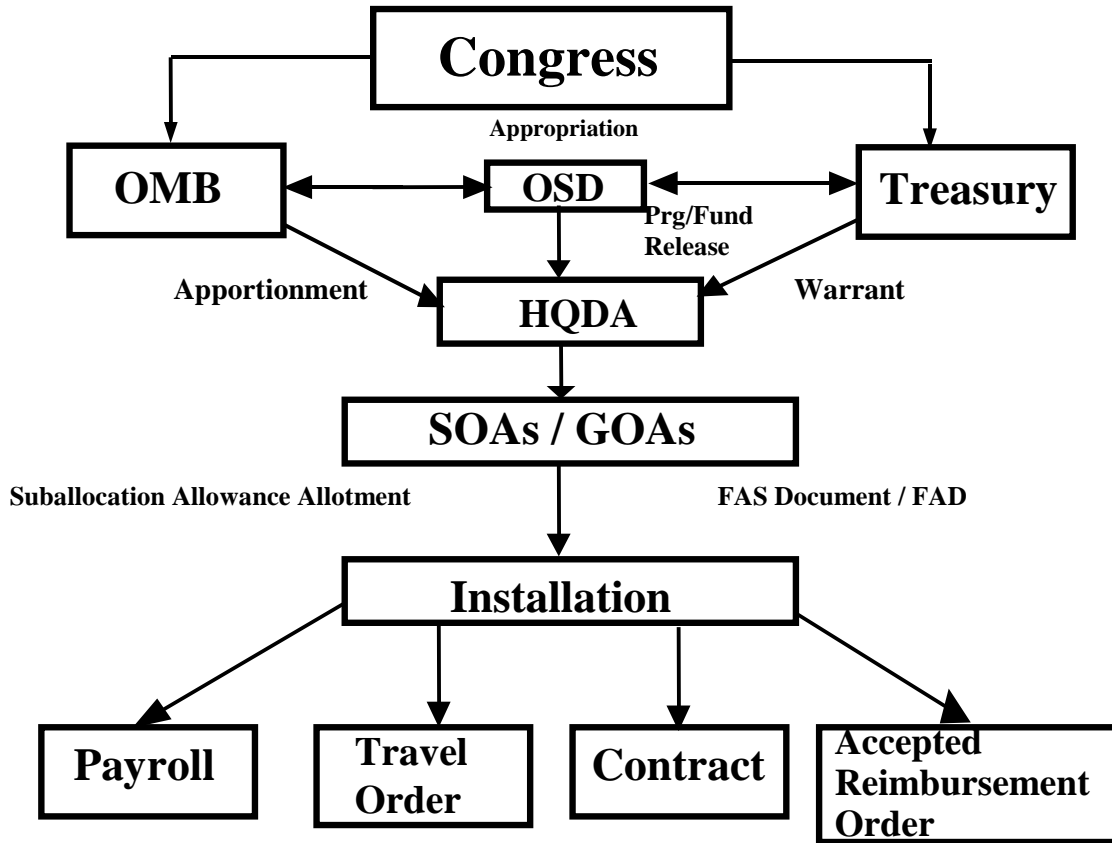 Congress
Appropriation
OMB
OSD
Treasury
Prg/Fund
Release
Apportionment
Warrant
HQDA
SOAs / GOAs
Suballocation Allowance Allotment
FAS Document / FAD
Installation
Payroll
Travel
Order
Contract
Accepted
Reimbursement
Order